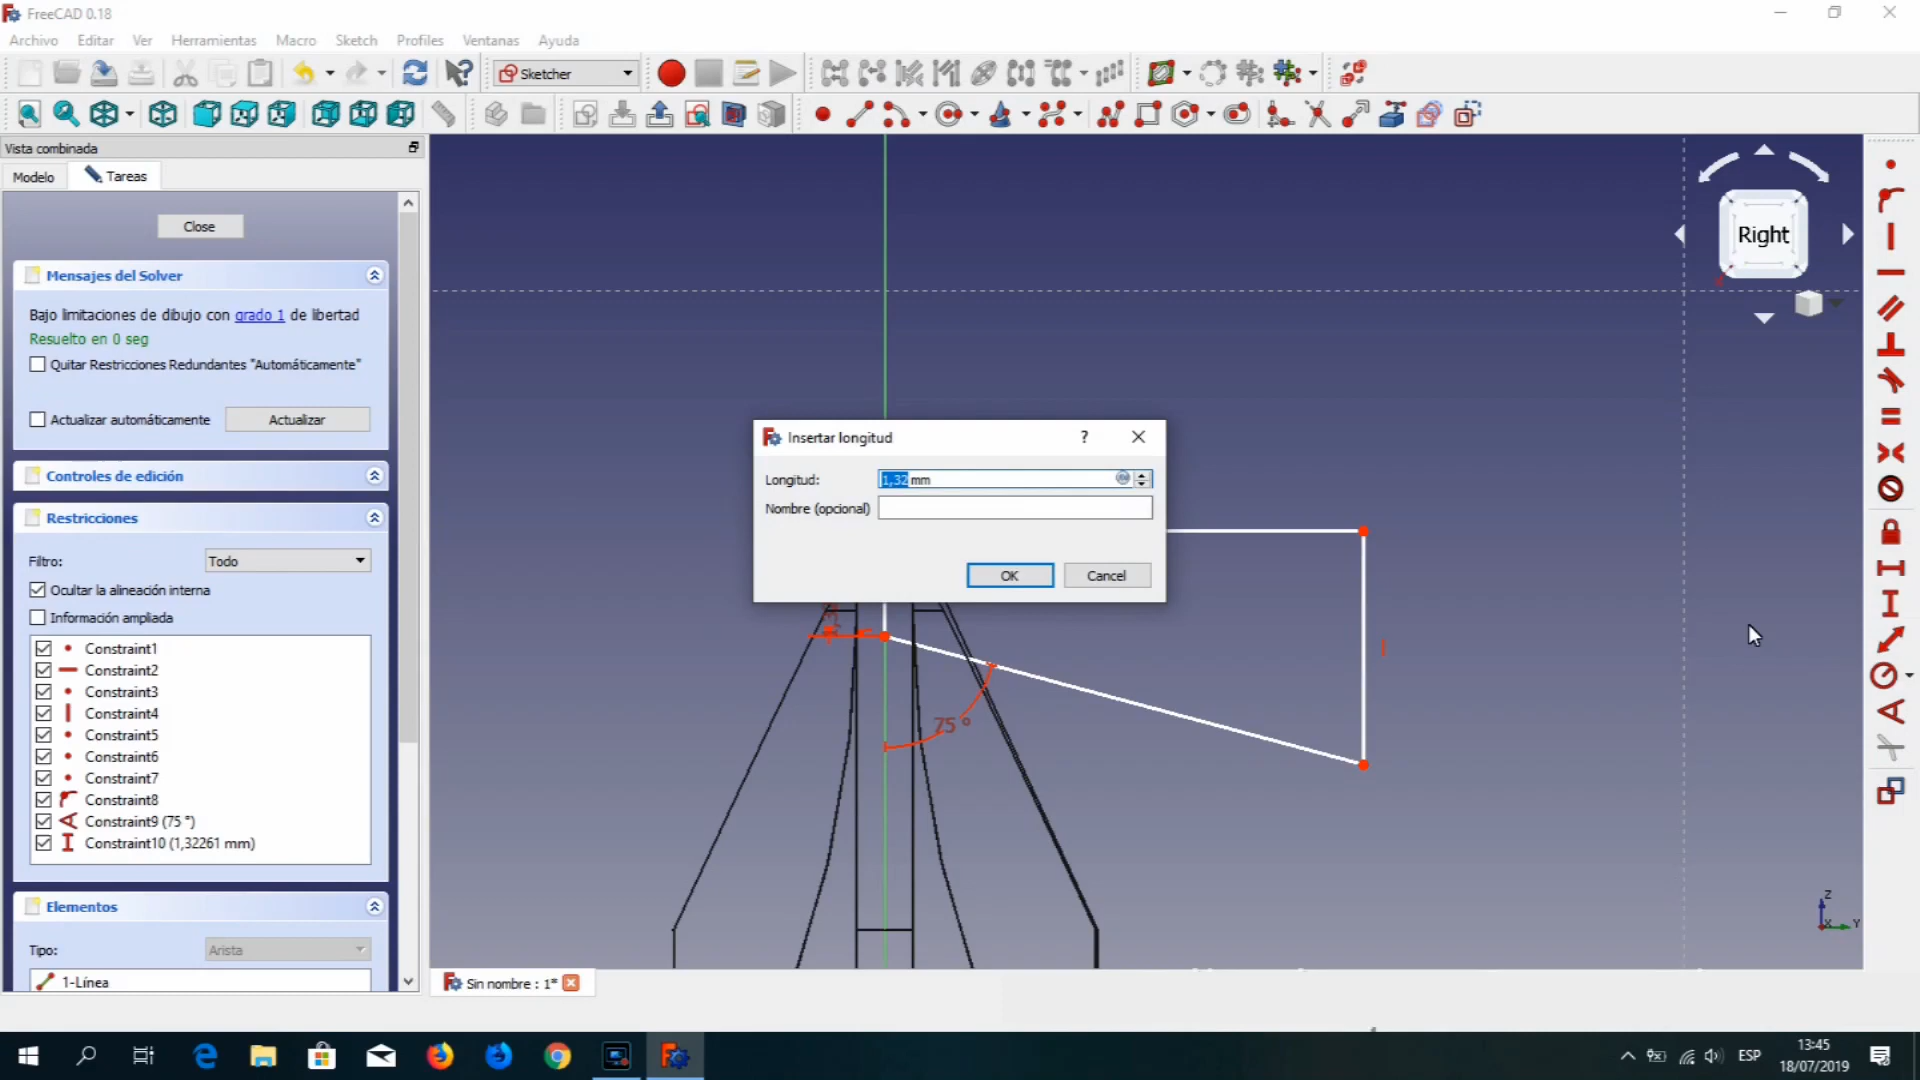 FreeCAD 0.18
Archivo Editar Ver Herramientas Macro Sketch Profiles Ventanas Ayuda
Sketcher
Vista combinada
Modelo Tareas
Close
Mensajes del Solver
Bajo limitaciones de dibujo con grado 1 de libertad
Resuelto en 0 seg
Quitar Restricciones Redundantes "Automáticamente"
Actualizar automáticamente Actualizar
Controles de edición
Restricciones
Filtro: Todo
Ocultar la alineación interna
Información ampliada
Constraint1
Constraint2
Constraint3
Constraint4
Constraint5
Constraint6
Constraint7
Constraint8
Constraint9 (75 °)
Constraint10 (1,32261 mm)
Elementos
Tipo: Arista
1-Línea
Insertar longitud
?
Longitud: 1,32 mm
Nombre (opcional)
OK Cancel
75 °
Right
Z
X
Y
Sin nombre : 1*
ESP
13:45
18/07/2019